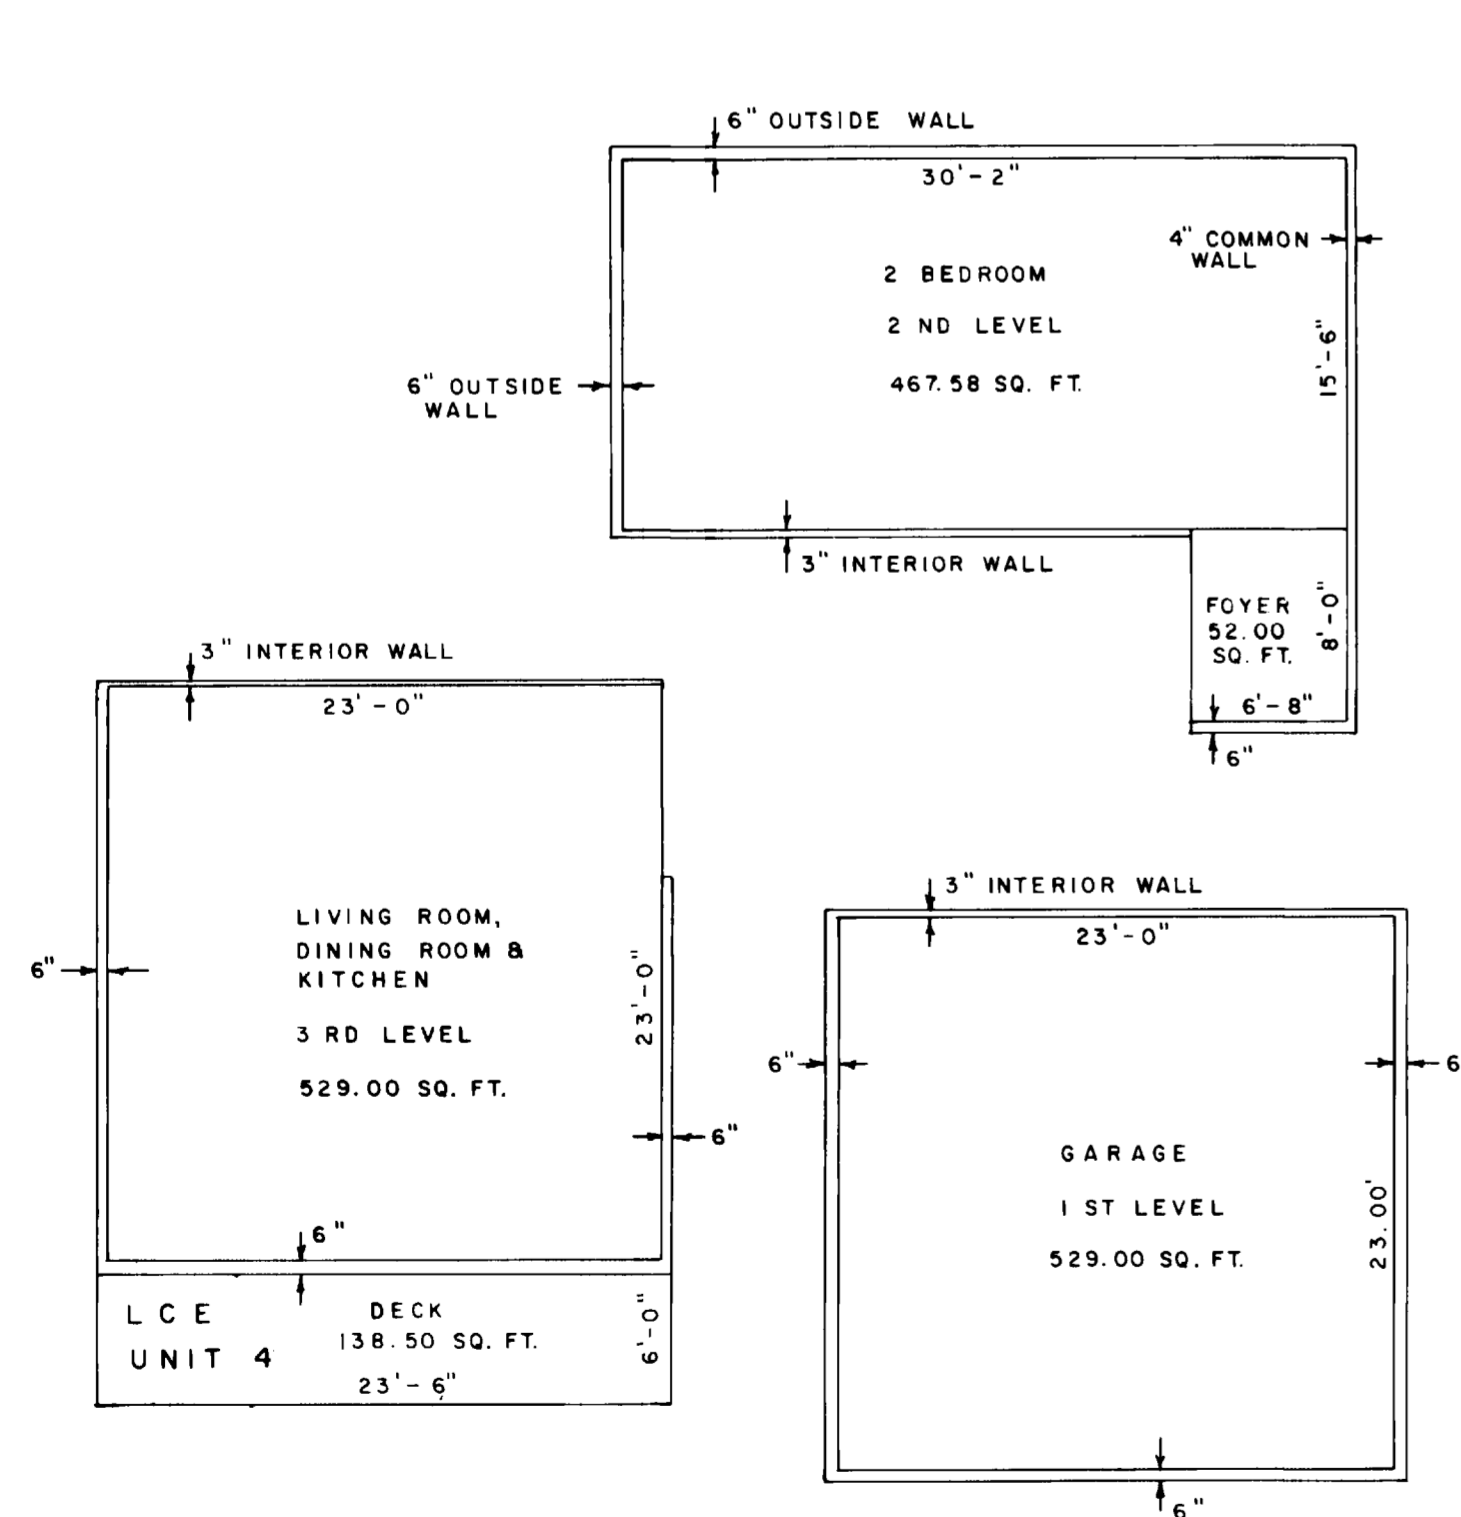 6" OUTSIDE WALL
30'-2"
4" COMMON
WALL
2 BEDROOM
2 ND LEVEL
467.58 SQ. FT.
15'-6"
6" OUTSIDE
WALL
3" INTERIOR WALL
FOYER
52.00
SQ. FT.
8'-0"
6'-8"
6"
3" INTERIOR WALL
23'-0"
LIVING ROOM,
DINING ROOM &
KITCHEN
3 RD LEVEL
529.00 SQ. FT.
23'-0"
6"
6"
6"
L C E
UNIT 4
DECK
138.50 SQ. FT.
23'-6"
6'-0"
3" INTERIOR WALL
23'-0"
6"
6
GARAGE
1 ST LEVEL
529.00 SQ. FT.
23.00'
6"